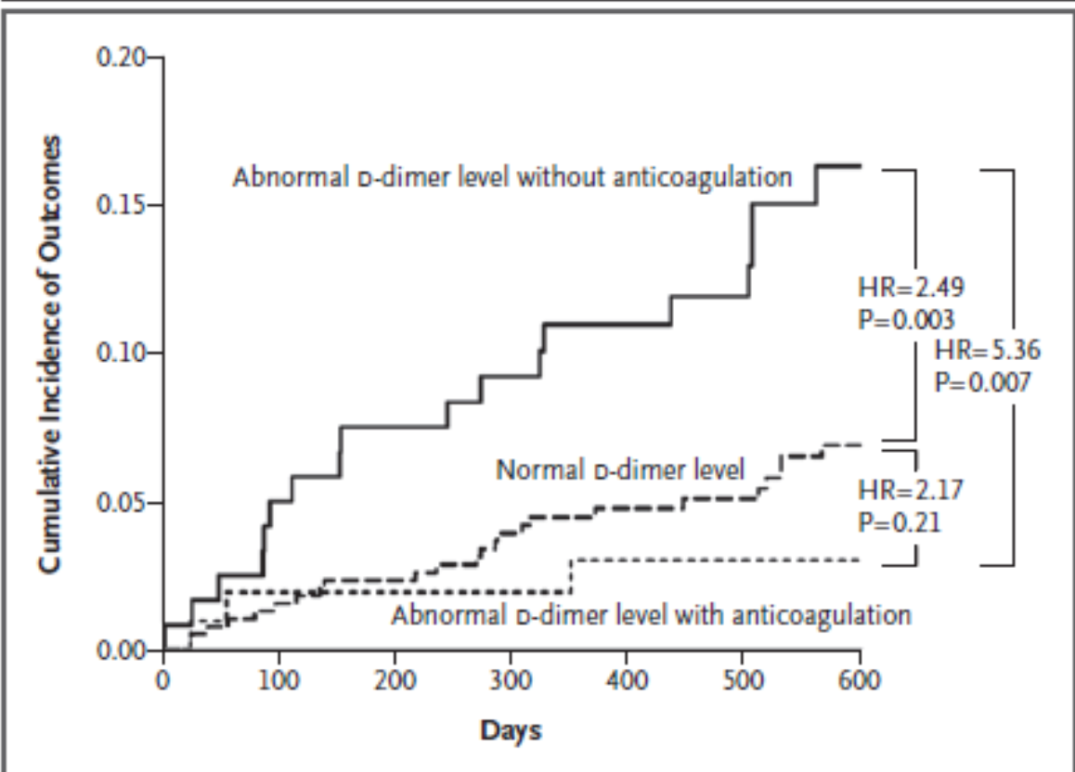 0.20
Abnormal D-dimer level without anticoagulation
0.15
HR=2.49
P=0.003
0.10
HR=5.36
P=0.007
Normal D-dimer level
0.05
HR=2.17
P=0.21
Abnormal D-dimer level with anticoagulation
0.00
0 100 200 300 400 500 600
Days
Cumulative Incidence of Outcomes